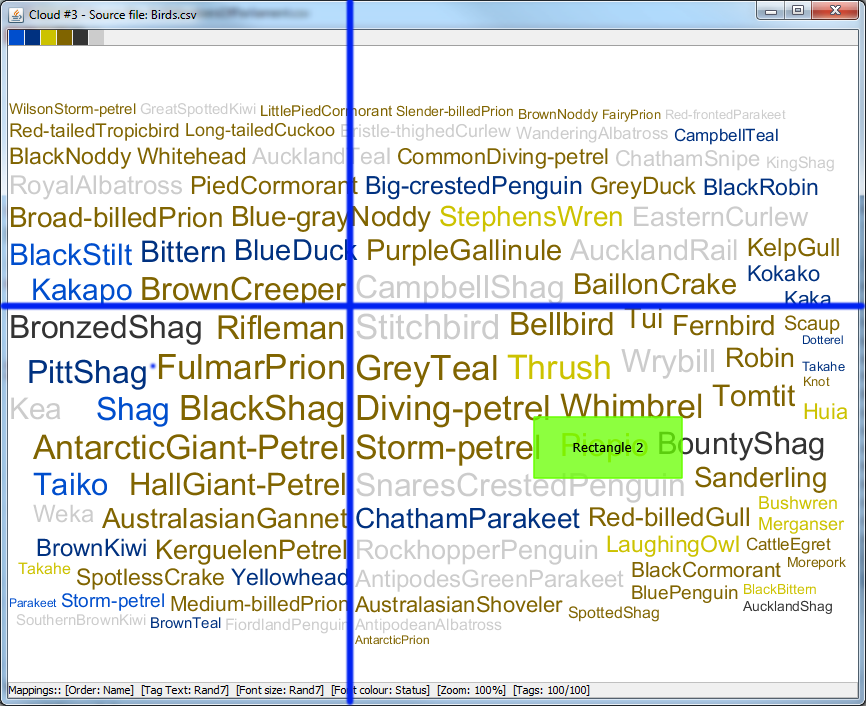 Cloud #3 - Source file: Birds.csv
WilsonStorm-petrel GreatSpottedKiwi LittlePiedCormorant Slender-billedPrion BrownNoddy FairyPrion Red-frontedParakeet
Red-tailedTropicbird Long-tailedCuckoo Bristle-thighedCurlew WanderingAlbatross CampbellTeal
BlackNoddy Whitehead AucklandTeal CommonDiving-petrel ChathamSnipe KingShag
RoyalAlbatross PiedCormorant Big-crestedPenguin GreyDuck BlackRobin
Broad-billedPrion Blue-grayNoddy StephensWren EasternCurlew
BlackStilt Bittern BlueDuck PurpleGallinule AucklandRail KelpGull
Kakapo BrownCreeper CampbellShag BaillonCrake Kokako
Kaka
BronzedShag Rifleman Stitchbird Bellbird Tui Fernbird Scaup
Dotterel
PittShag FulmarPrion GreyTeal Thrush Wrybill Robin Takahe
Knot
Kea Shag BlackShag Diving-petrel Whimbrel Tomtit Huia
AntarcticGiant-Petrel Storm-petrel Rectangle 2 BountyShag
Taiko HallGiant-Petrel SnaresCrestedPenguin Sanderling
Weka AustralasianGannet ChathamParakeet Red-billedGull Bushwren
Merganser
BrownKiwi KerguelenPetrel RockhopperPenguin LaughingOwl CattleEgret
Takahe SpotlessCrake Yellowhead AntipodesGreenParakeet BlackCormorant Morepork
Parakeet Storm-petrel Medium-billedPrion AustralasianShoveler BluePenguin BlackBittern
SpottedShag AucklandShag
SouthernBrownKiwi BrownTeal FiordlandPenguin AntipodeanAlbatross
AntarcticPrion
Mappings:: [Order: Name] [Tag Text: Rand7] [Font size: Rand7] [Font colour: Status] [Zoom: 100%] [Tags: 100/100]